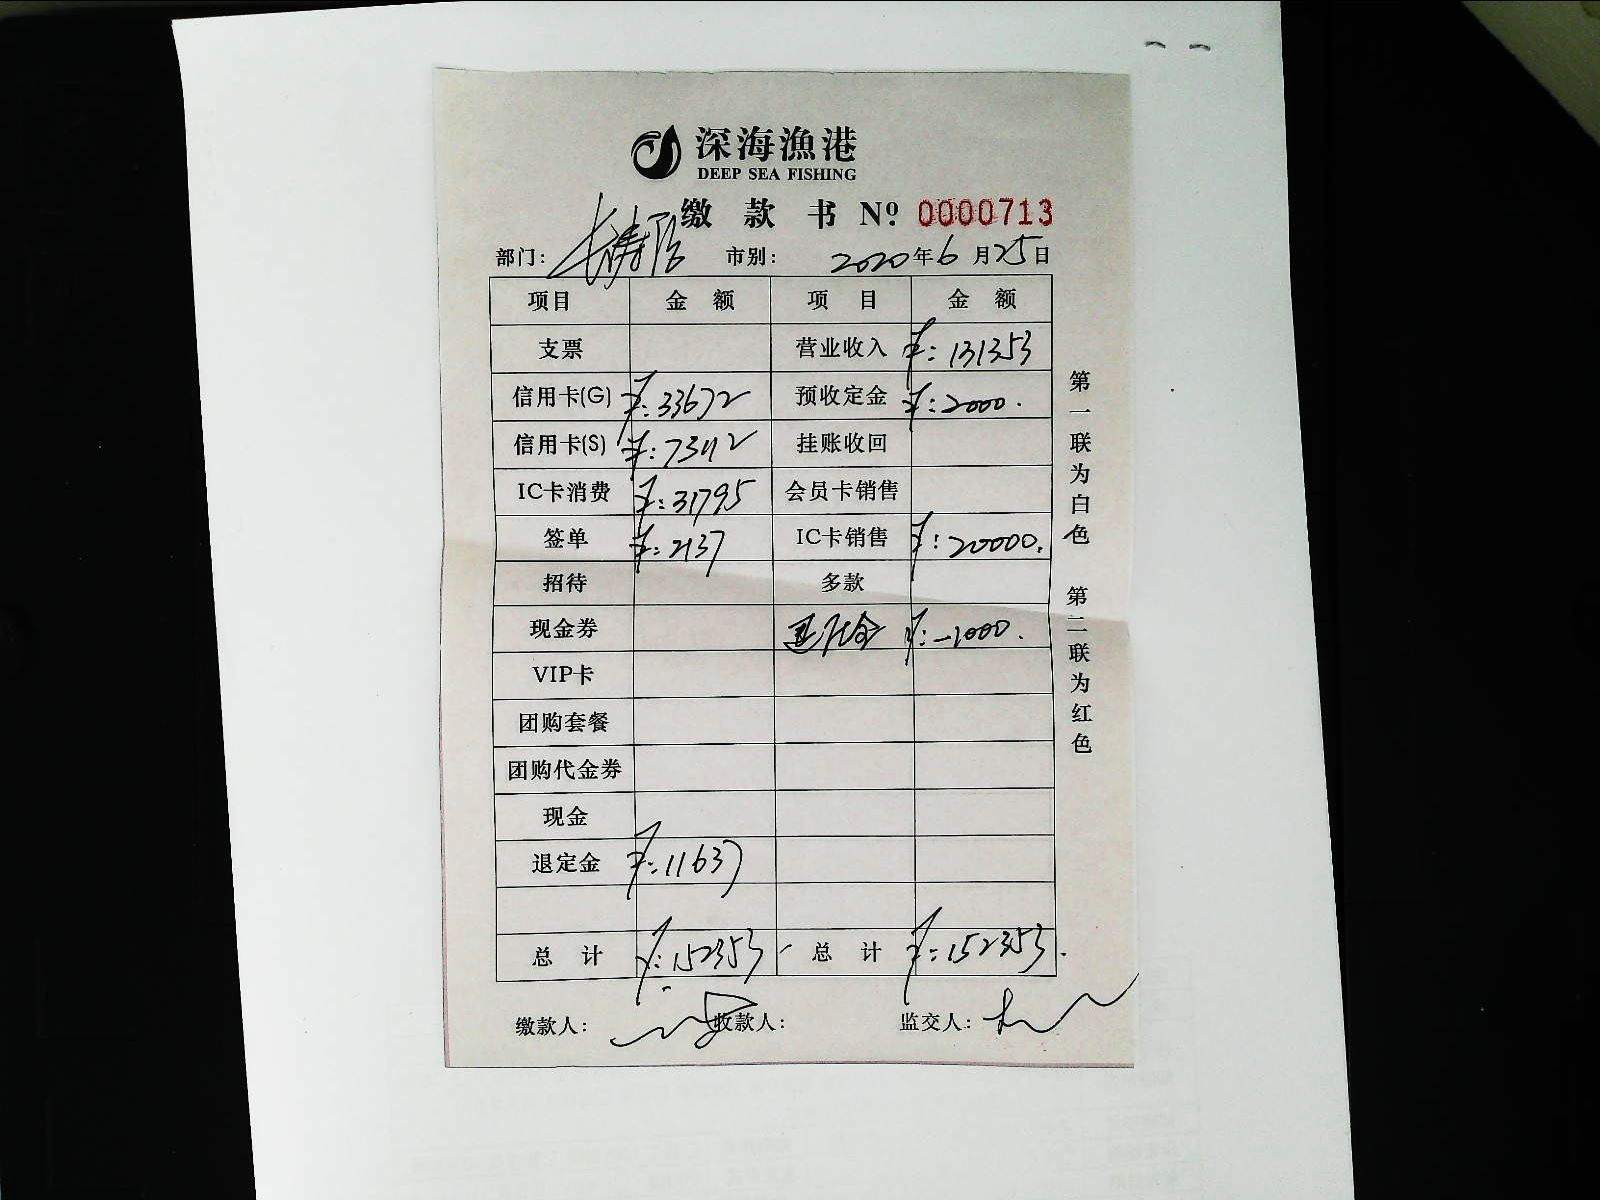 深海漁港
DEEP SEA FISHING
缴款书 Nº 0000713
部门: 市别: 2020年6月25日
项目 金额 项目 金额
支票 营业收入 ¥:131353
信用卡(G) ¥:33672 预收定金 ¥:2000.
信用卡(S) ¥:73112 挂账收回
IC卡消费 ¥:31795 会员卡销售
签单 ¥:2137 IC卡销售 ¥:20000.
招待 多款
现金券 ¥:-1000.
VIP卡
团购套餐
团购代金券
现金
退定金 ¥:11637
总计 ¥:152353 总计 ¥:152353.
缴款人: 收款人: 监交人:
第一联为白色 第二联为红色